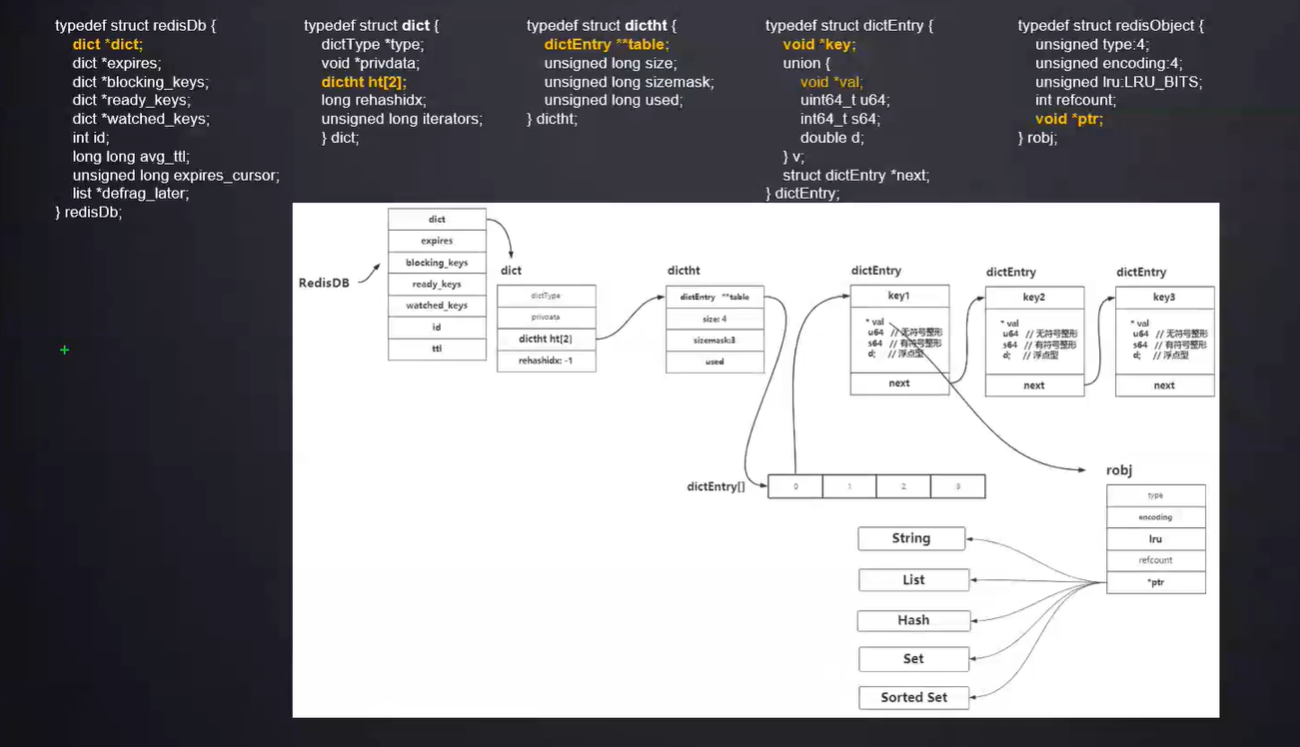 typedef struct redisDb {
dict *dict;
dict *expires;
dict *blocking_keys;
dict *ready_keys;
dict *watched_keys;
int id;
long long avg_ttl;
unsigned long expires_cursor;
list *defrag_later;
} redisDb;
typedef struct dict {
dictType *type;
void *privdata;
dictht ht[2];
long rehashidx;
unsigned long iterators;
} dict;
typedef struct dictht {
dictEntry **table;
unsigned long size;
unsigned long sizemask;
unsigned long used;
} dictht;
typedef struct dictEntry {
void *key;
union {
void *val;
uint64_t u64;
int64_t s64;
double d;
} v;
struct dictEntry *next;
} dictEntry;
typedef struct redisObject {
unsigned type:4;
unsigned encoding:4;
unsigned lru:LRU_BITS;
int refcount;
void *ptr;
} robj;
RedisDB
dict
expires
blocking_keys
ready_keys
watched_keys
id
ttl
dict
dictType
privdata
dictht ht[2]
rehashidx: -1
dictht
dictEntry **table
size: 4
sizemask:3
used
dictEntry
key1
* val
u64 // 无符号整形
s64 // 有符号整形
d; // 浮点型
next
dictEntry
key2
* val
u64 // 无符号整形
s64 // 有符号整形
d; // 浮点型
next
dictEntry
key3
* val
u64 // 无符号整形
s64 // 有符号整形
d; // 浮点型
next
dictEntry[]
0
1
2
3
robj
type
encoding
lru
refcount
*ptr
String
List
Hash
Set
Sorted Set